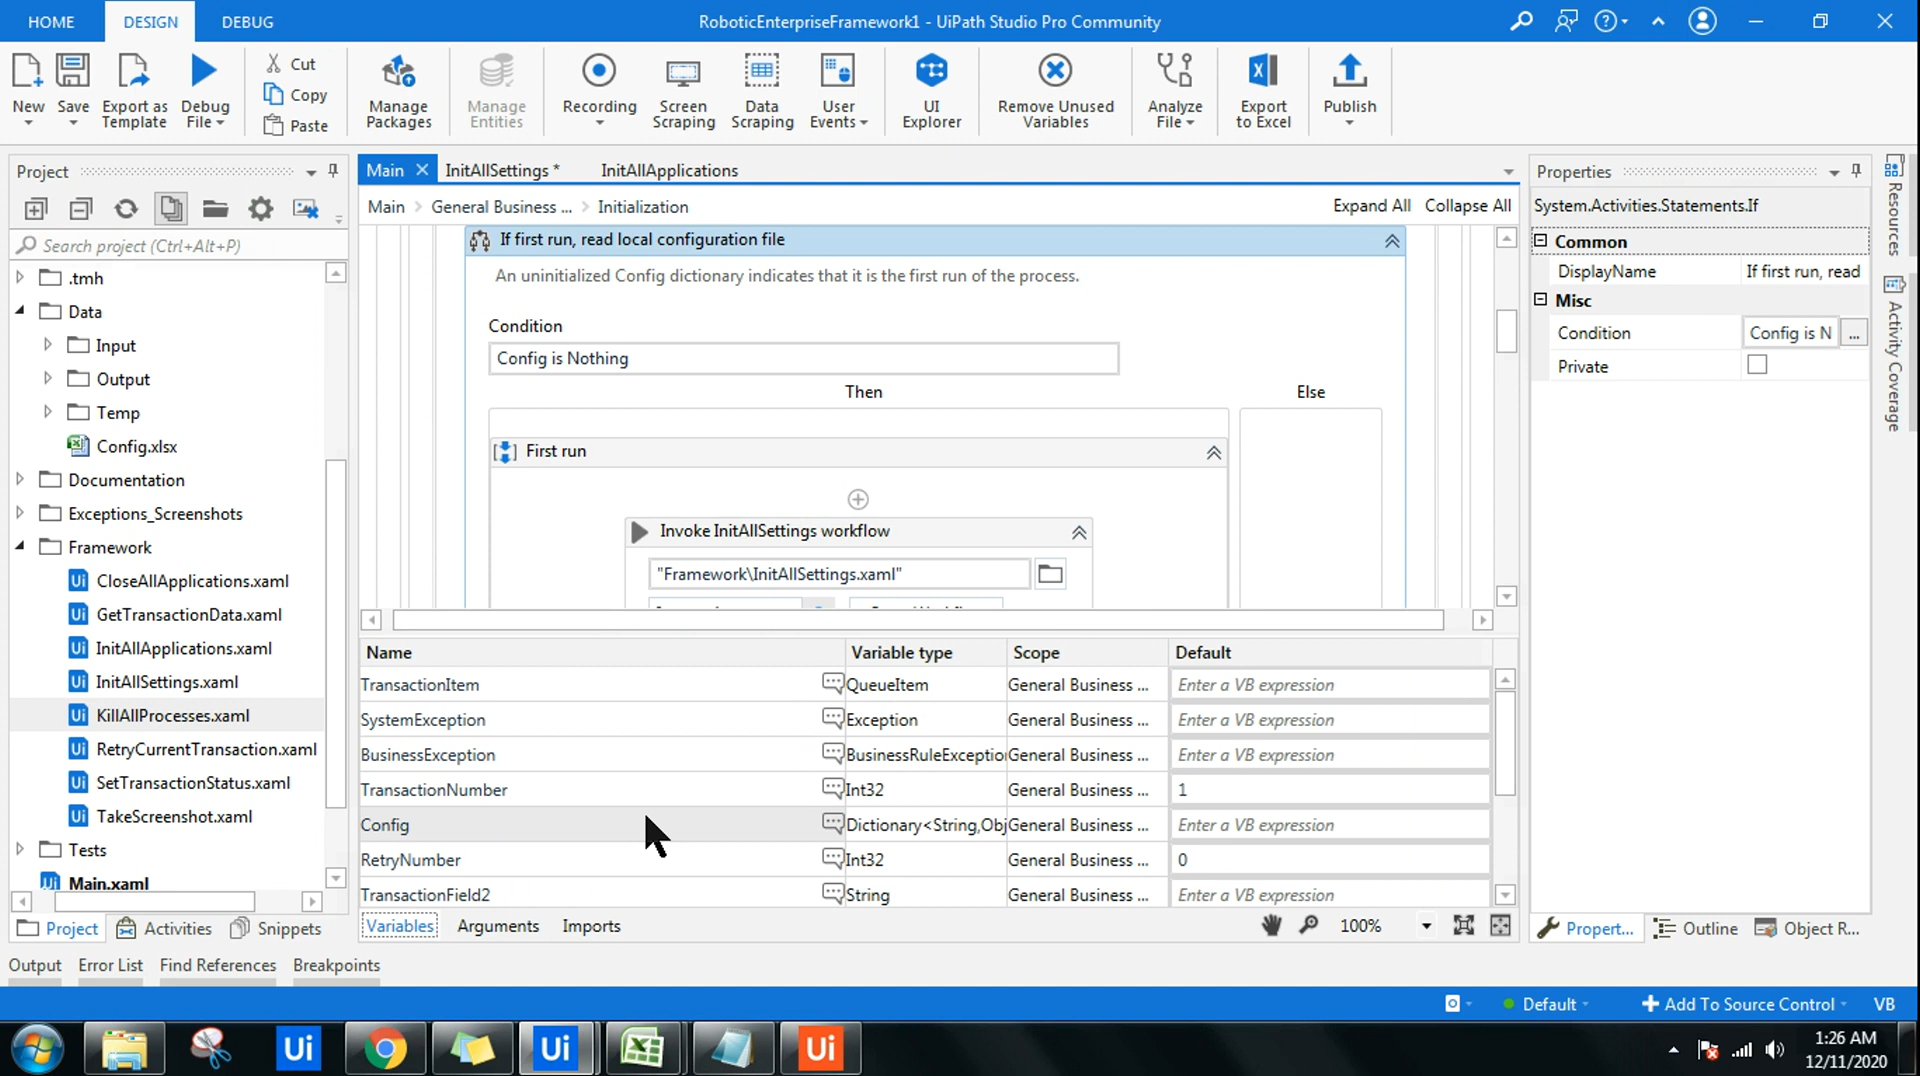 HOME
DESIGN
DEBUG
RoboticEnterpriseFramework1 - UiPath Studio Pro Community
New
Save
Export as
Template
Debug
File
Cut
Copy
Paste
Manage
Packages
Manage
Entities
Recording
Screen
Scraping
Data
Scraping
User
Events
UI
Explorer
Remove Unused
Variables
Analyze
File
Export
to Excel
Publish
Project
Search project (Ctrl+Alt+P)
.tmh
Data
Input
Output
Temp
Config.xlsx
Documentation
Exceptions_Screenshots
Framework
CloseAllApplications.xaml
GetTransactionData.xaml
InitAllApplications.xaml
InitAllSettings.xaml
KillAllProcesses.xaml
RetryCurrentTransaction.xaml
SetTransactionStatus.xaml
TakeScreenshot.xaml
Tests
Main.xaml
Project
Activities
Snippets
Main
InitAllSettings *
InitAllApplications
Main > General Business ... > Initialization
Expand All
Collapse All
If first run, read local configuration file
An uninitialized Config dictionary indicates that it is the first run of the process.
Condition
Config is Nothing
Then
Else
First run
Invoke InitAllSettings workflow
"Framework\InitAllSettings.xaml"
Name Variable type Scope Default
TransactionItem QueueItem General Business ... Enter a VB expression
SystemException Exception General Business ... Enter a VB expression
BusinessException BusinessRuleExceptio General Business ... Enter a VB expression
TransactionNumber Int32 General Business ... 1
Config Dictionary<String,Obj General Business ... Enter a VB expression
RetryNumber Int32 General Business ... 0
TransactionField2 String General Business ... Enter a VB expression
Variables
Arguments
Imports
100%
Properties
System.Activities.Statements.If
Common
DisplayName If first run, read
Misc
Condition Config is N ...
Private
Propert...
Outline
Object R...
Resources
Activity Coverage
Output
Error List
Find References
Breakpoints
Default
Add To Source Control
VB
Ui
Ui
Ui
1:26 AM
12/11/2020